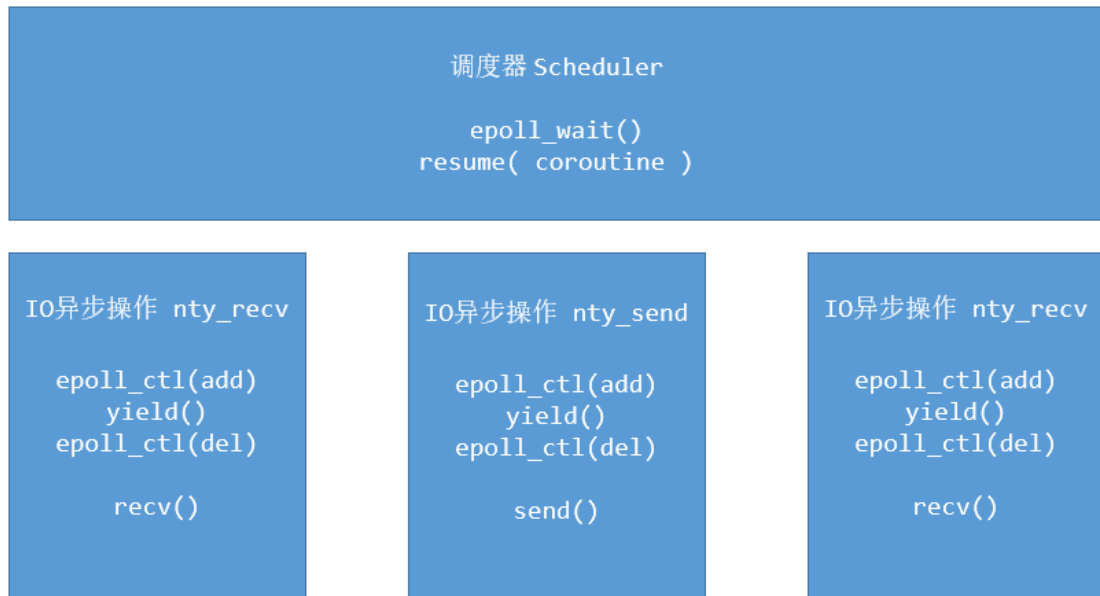 调度器 Scheduler
epoll_wait()
resume( coroutine )
IO异步操作 nty_recv
epoll_ctl(add)
yield()
epoll_ctl(del)
recv()
IO异步操作 nty_send
epoll_ctl(add)
yield()
epoll_ctl(del)
send()
IO异步操作 nty_recv
epoll_ctl(add)
yield()
epoll_ctl(del)
recv()